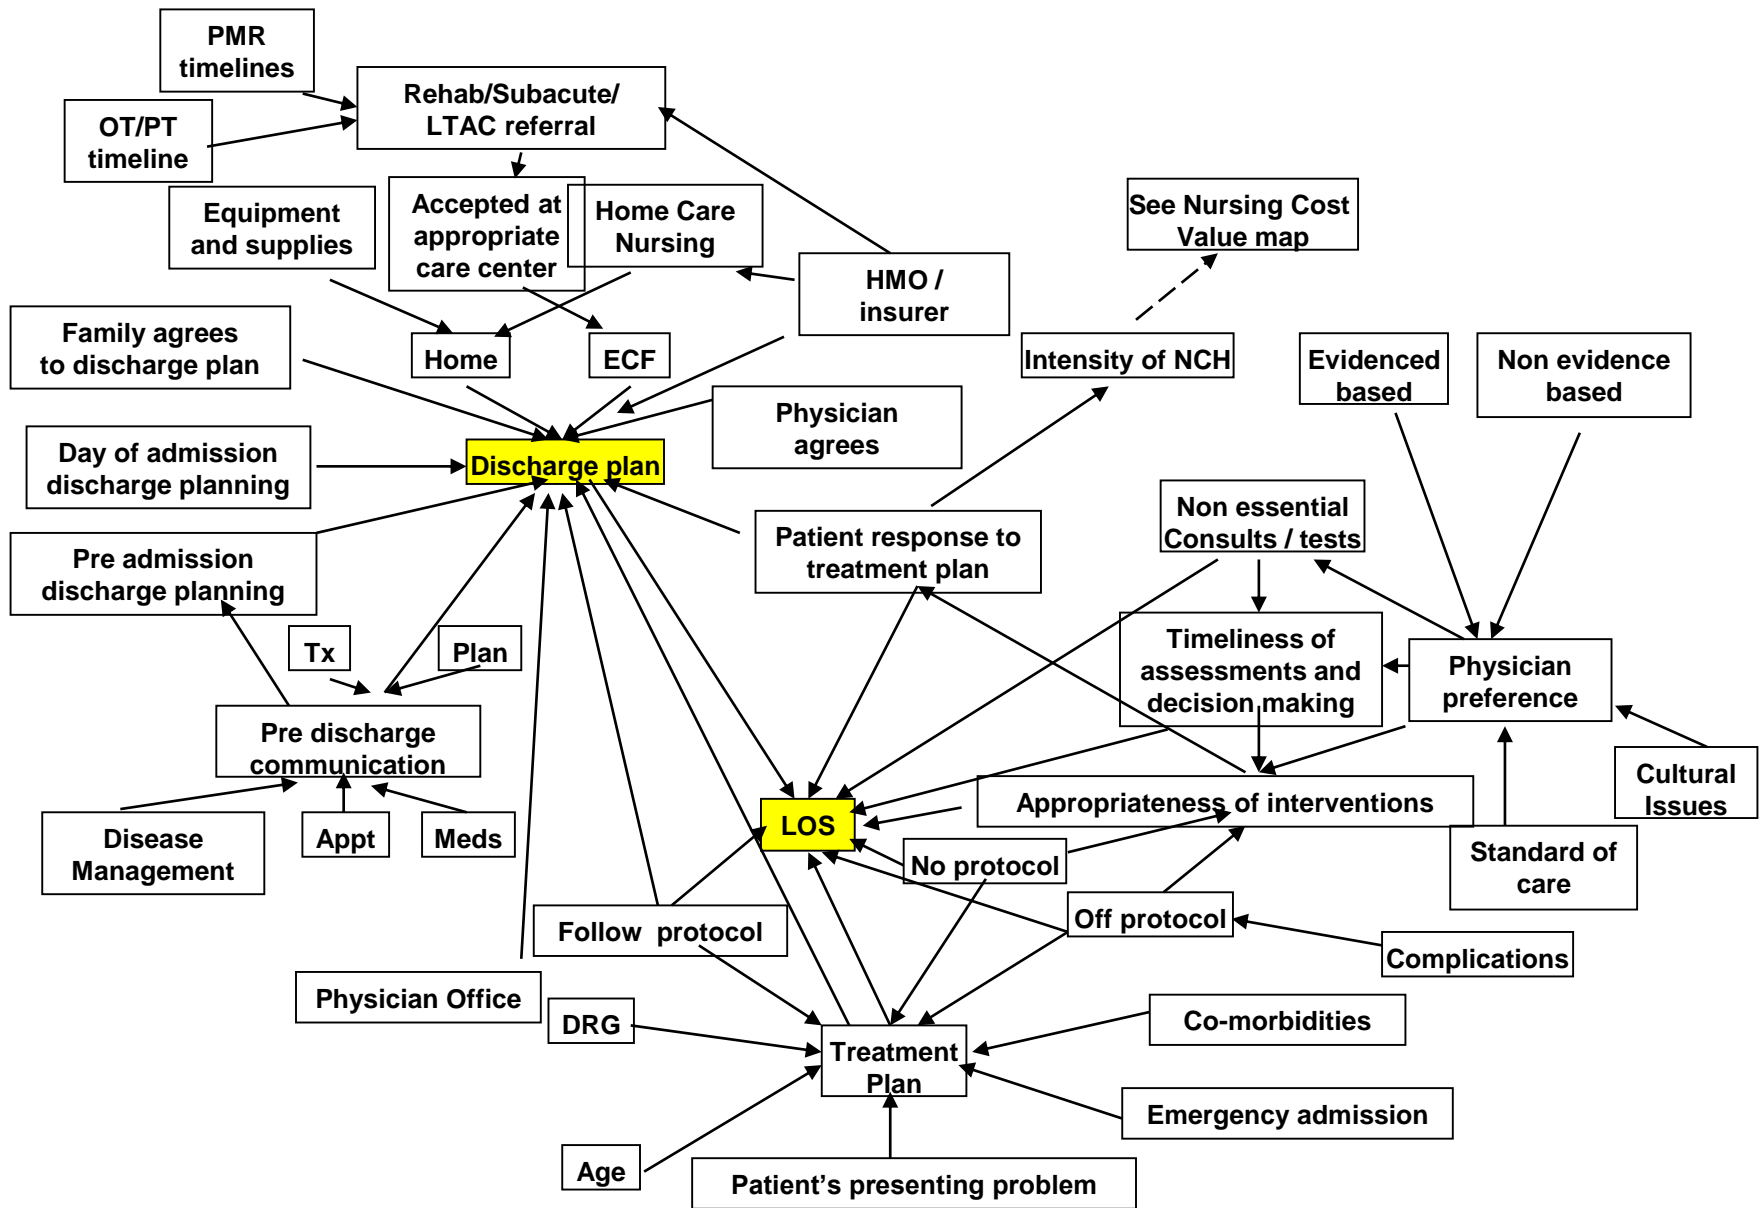 PMR
timelines
Rehab/Subacute/
LTAC referral
OT/PT
timeline
Equipment
and supplies
Accepted at
appropriate
care center
Home Care
Nursing
See Nursing Cost
Value map
HMO /
insurer
Family agrees
to discharge plan
Home
ECF
Intensity of NCH
Evidenced
based
Non evidence
based
Physician
agrees
Day of admission
discharge planning
Discharge plan
Non essential
Consults / tests
Patient response to
treatment plan
Pre admission
discharge planning
Tx
Plan
Timeliness of
assessments and
decision making
Physician
preference
Pre discharge
communication
Cultural
Issues
Appropriateness of interventions
LOS
Disease
Management
Appt
Meds
No protocol
Standard of
care
Follow  protocol
Off protocol
Complications
Physician Office
DRG
Co-morbidities
Treatment
Plan
Emergency admission
Age
Patient’s presenting problem